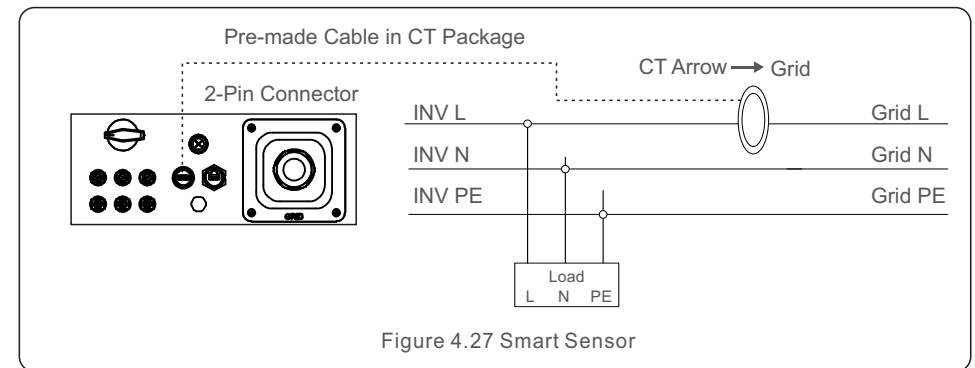 Pre-made Cable in CT Package
CT Arrow Grid
2-Pin Connector
INV L Grid L
INV N Grid N
INV PE Grid PE
GRID
Load
L N PE
Figure 4.27 Smart Sensor